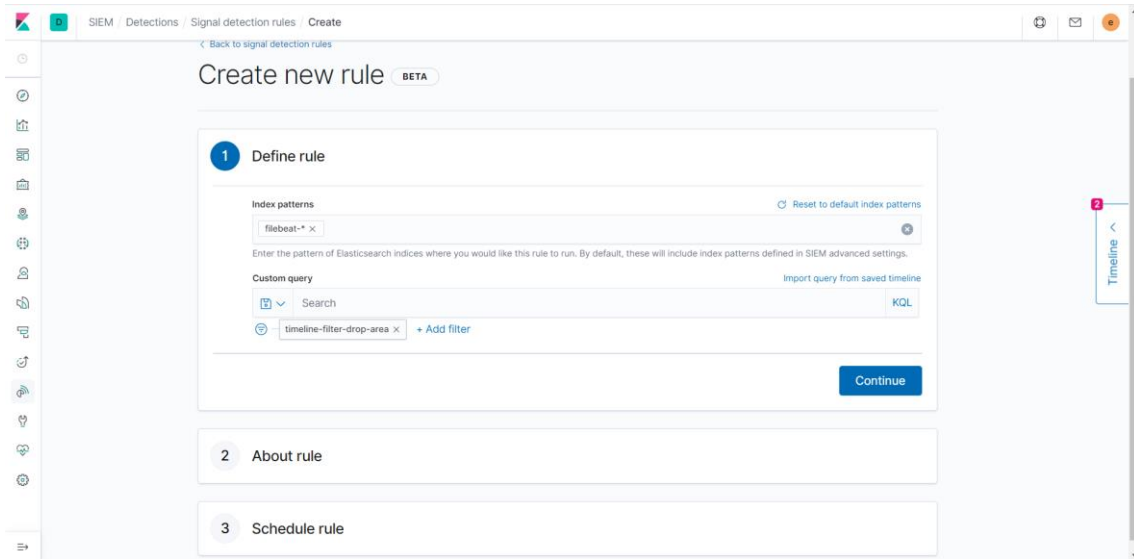 D SIEM / Detections / Signal detection rules / Create e
< Back to signal detection rules
Create new rule BETA
1 Define rule
Index patterns Reset to default index patterns
filebeat-* ×
Enter the pattern of Elasticsearch indices where you would like this rule to run. By default, these will include index patterns defined in SIEM advanced settings.
Custom query Import query from saved timeline
Search KQL
timeline-filter-drop-area × + Add filter
Continue
2 About rule
3 Schedule rule
2
Timeline